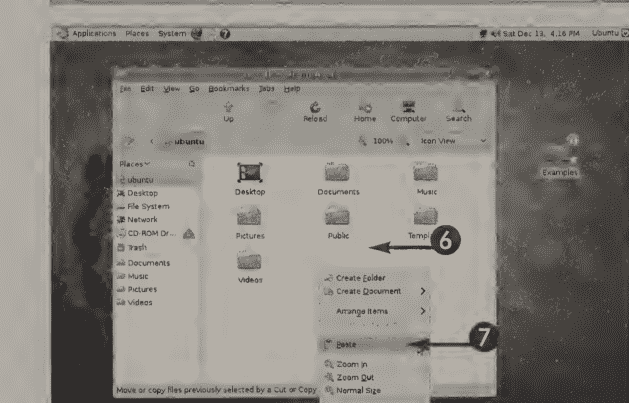 Applications Places System
Sat Dec 13, 4:16 PM Ubuntu
Edit View Go Bookmarks Tabs Help
Up Reload Home Computer Search
ubuntu 100% Icon View
Places
ubuntu
Desktop
File System
Network
CD-ROM Dr...
Trash
Documents
Music
Pictures
Videos
Desktop Documents Music
Pictures Public
Videos
Examples
6
Create Folder
Create Document
Arrange Items
Paste
7
Zoom In
Zoom Out
Normal Size
Move or copy files previously selected by a Cut or Copy